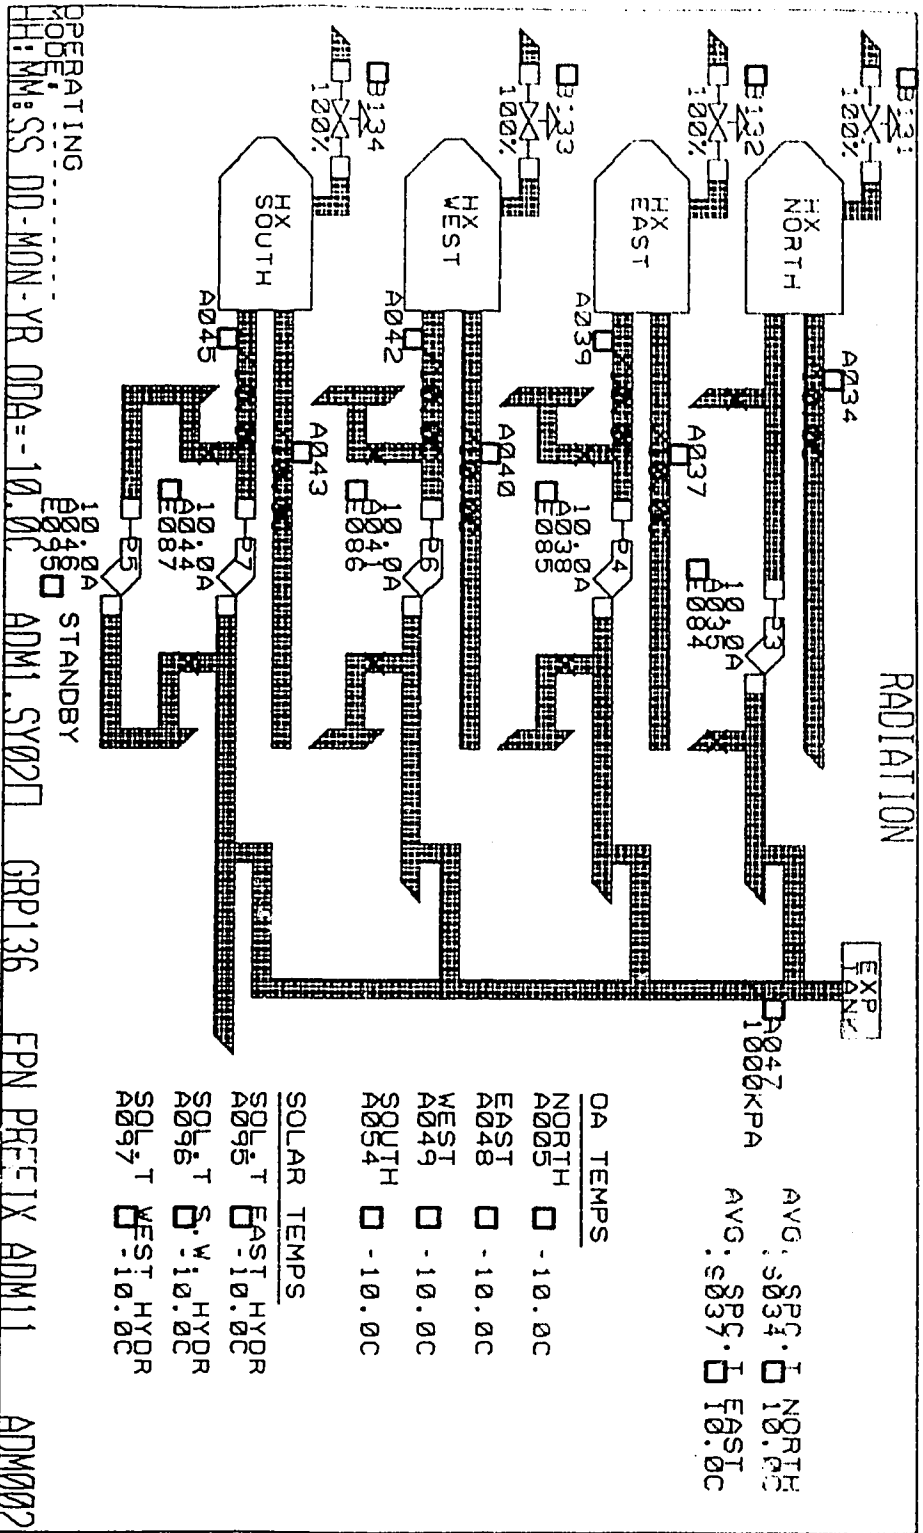 RADIATION
B131
100%
HX
NORTH
A034
10.0A
A035
E084
B132
100%
HX
EAST
A039
A037
10.0A
A038
E085
B133
100%
HX
WEST
A042
A040
10.0A
A041
E086
B134
100%
HX
SOUTH
A045
A043
10.0A
A044
E087
10.0A
A046
E095
STANDBY
EXP
TANK
A047
1000KPA
AVG. SPC.T NORTH
.S034 10.0C
AVG. SPC.T EAST
.S037 10.0C
OA TEMPS
NORTH
A005 -10.0C
EAST
A048 -10.0C
WEST
A049 -10.0C
SOUTH
A054 -10.0C
SOLAR TEMPS
SOL.T EAST HYDR
A095 -10.0C
SOL.T S.W. HYDR
A096 -10.0C
SOL.T WEST HYDR
A097 -10.0C
OPERATING
MODE:
HH:MM:SS DD-MON-YR ODA=-10.0C ADM1.SY02 GRP136 EPN PREFIX ADM11 ADM002